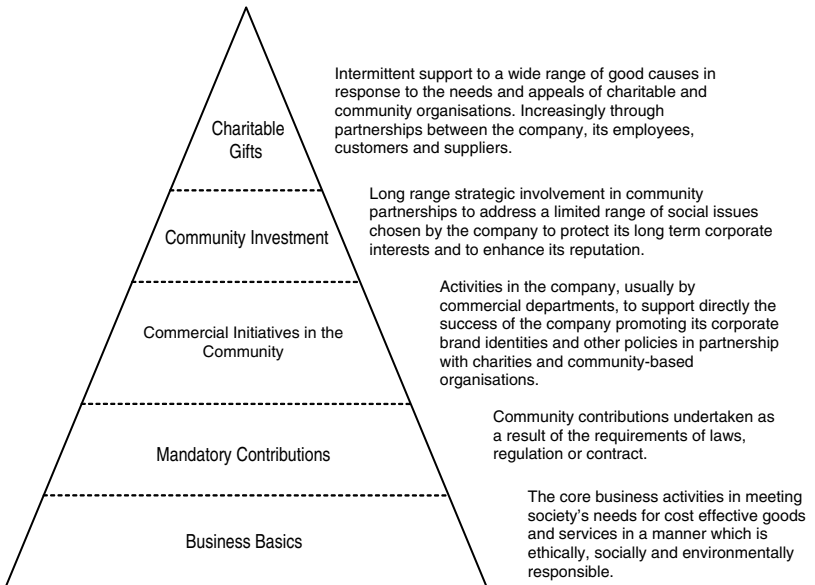 Charitable
Gifts
Intermittent support to a wide range of good causes in
response to the needs and appeals of charitable and
community organisations. Increasingly through
partnerships between the company, its employees,
customers and suppliers.
Community Investment
Long range strategic involvement in community
partnerships to address a limited range of social issues
chosen by the company to protect its long term corporate
interests and to enhance its reputation.
Commercial Initiatives in the
Community
Activities in the company, usually by
commercial departments, to support directly the
success of the company promoting its corporate
brand identities and other policies in partnership
with charities and community-based
organisations.
Mandatory Contributions
Community contributions undertaken as
a result of the requirements of laws,
regulation or contract.
Business Basics
The core business activities in meeting
society's needs for cost effective goods
and services in a manner which is
ethically, socially and environmentally
responsible.